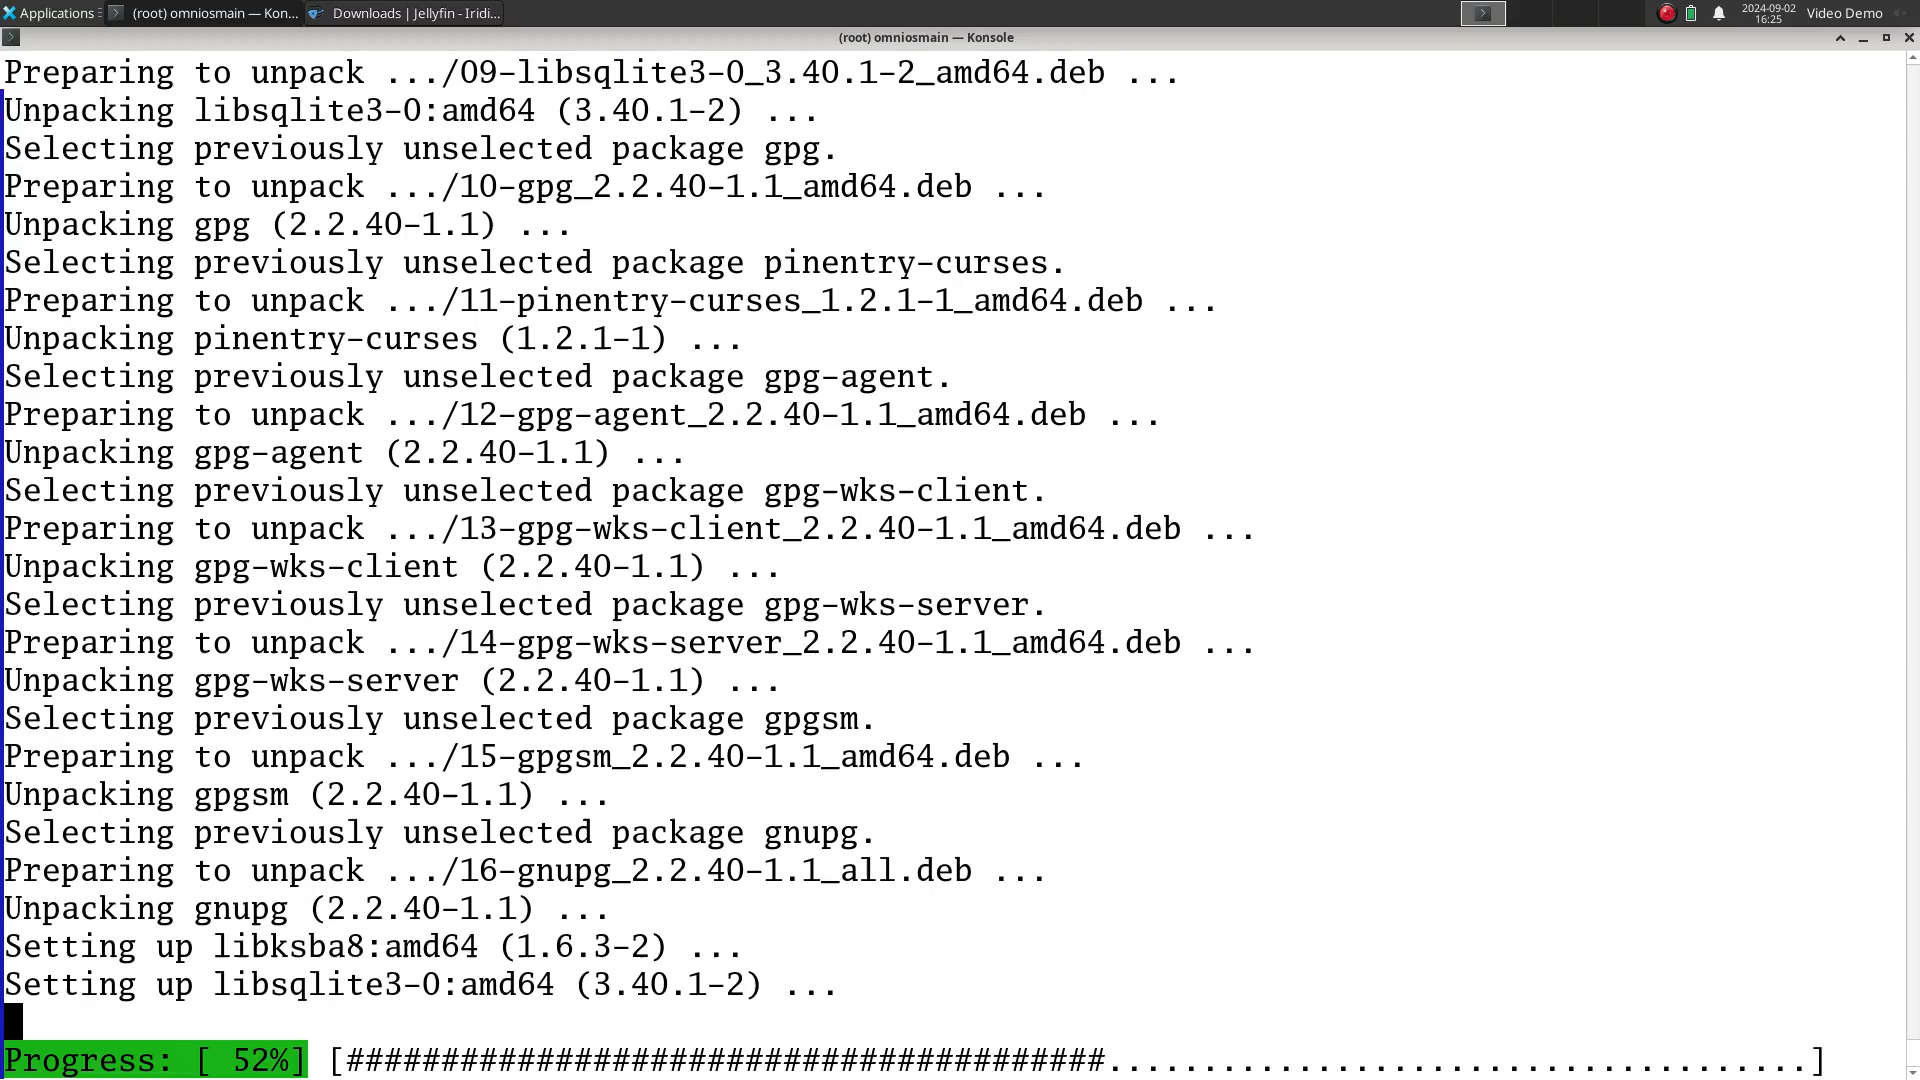 Applications
(root) omniosmain — Kon...
Downloads | Jellyfin - Iridi...
2024-09-02
16:25
Video Demo
(root) omniosmain — Konsole
Preparing to unpack .../09-libsqlite3-0_3.40.1-2_amd64.deb ...
Unpacking libsqlite3-0:amd64 (3.40.1-2) ...
Selecting previously unselected package gpg.
Preparing to unpack .../10-gpg_2.2.40-1.1_amd64.deb ...
Unpacking gpg (2.2.40-1.1) ...
Selecting previously unselected package pinentry-curses.
Preparing to unpack .../11-pinentry-curses_1.2.1-1_amd64.deb ...
Unpacking pinentry-curses (1.2.1-1) ...
Selecting previously unselected package gpg-agent.
Preparing to unpack .../12-gpg-agent_2.2.40-1.1_amd64.deb ...
Unpacking gpg-agent (2.2.40-1.1) ...
Selecting previously unselected package gpg-wks-client.
Preparing to unpack .../13-gpg-wks-client_2.2.40-1.1_amd64.deb ...
Unpacking gpg-wks-client (2.2.40-1.1) ...
Selecting previously unselected package gpg-wks-server.
Preparing to unpack .../14-gpg-wks-server_2.2.40-1.1_amd64.deb ...
Unpacking gpg-wks-server (2.2.40-1.1) ...
Selecting previously unselected package gpgsm.
Preparing to unpack .../15-gpgsm_2.2.40-1.1_amd64.deb ...
Unpacking gpgsm (2.2.40-1.1) ...
Selecting previously unselected package gnupg.
Preparing to unpack .../16-gnupg_2.2.40-1.1_all.deb ...
Unpacking gnupg (2.2.40-1.1) ...
Setting up libksba8:amd64 (1.6.3-2) ...
Setting up libsqlite3-0:amd64 (3.40.1-2) ...
Progress: [ 52%] [########################################.....................................]